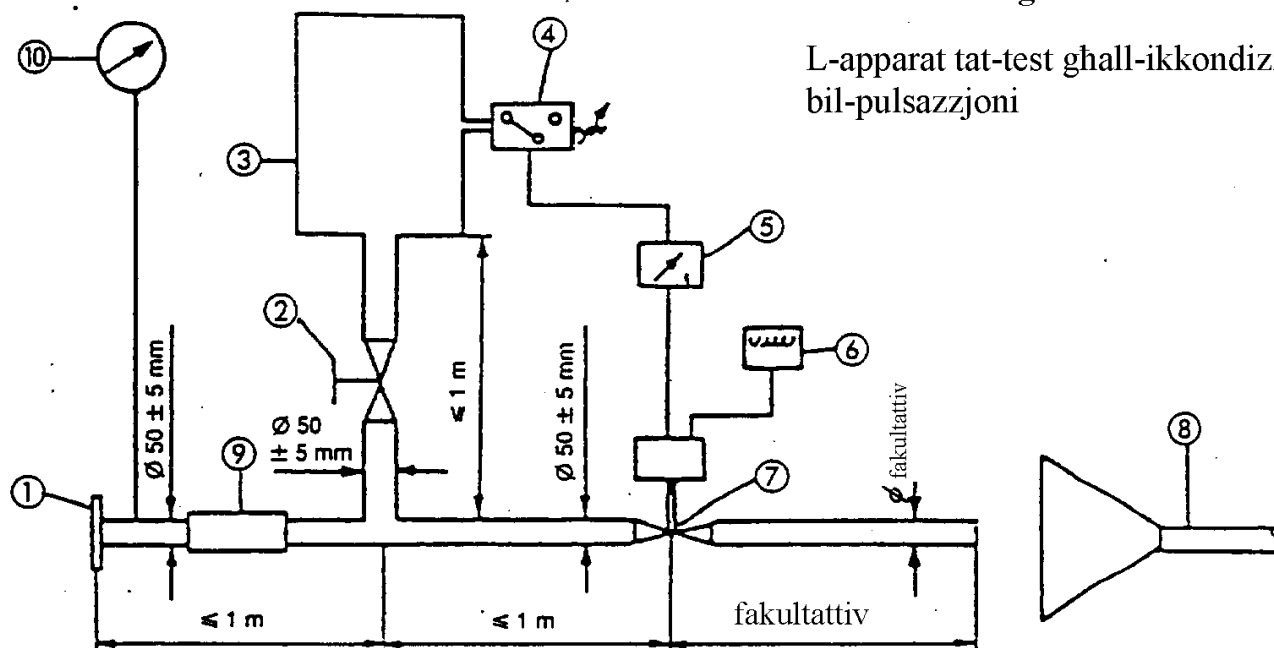 L-apparat tat-test għall-ikkondiz
bil-pulsazzjoni
10
4
3
5
2
6
≤ 1 m
Ø 50 ± 5 mm
Ø 50
± 5 mm
Ø 50 ± 5 mm
ø fakultattiv
9
7
8
1
≤ 1 m
≤ 1 m
fakultattiv